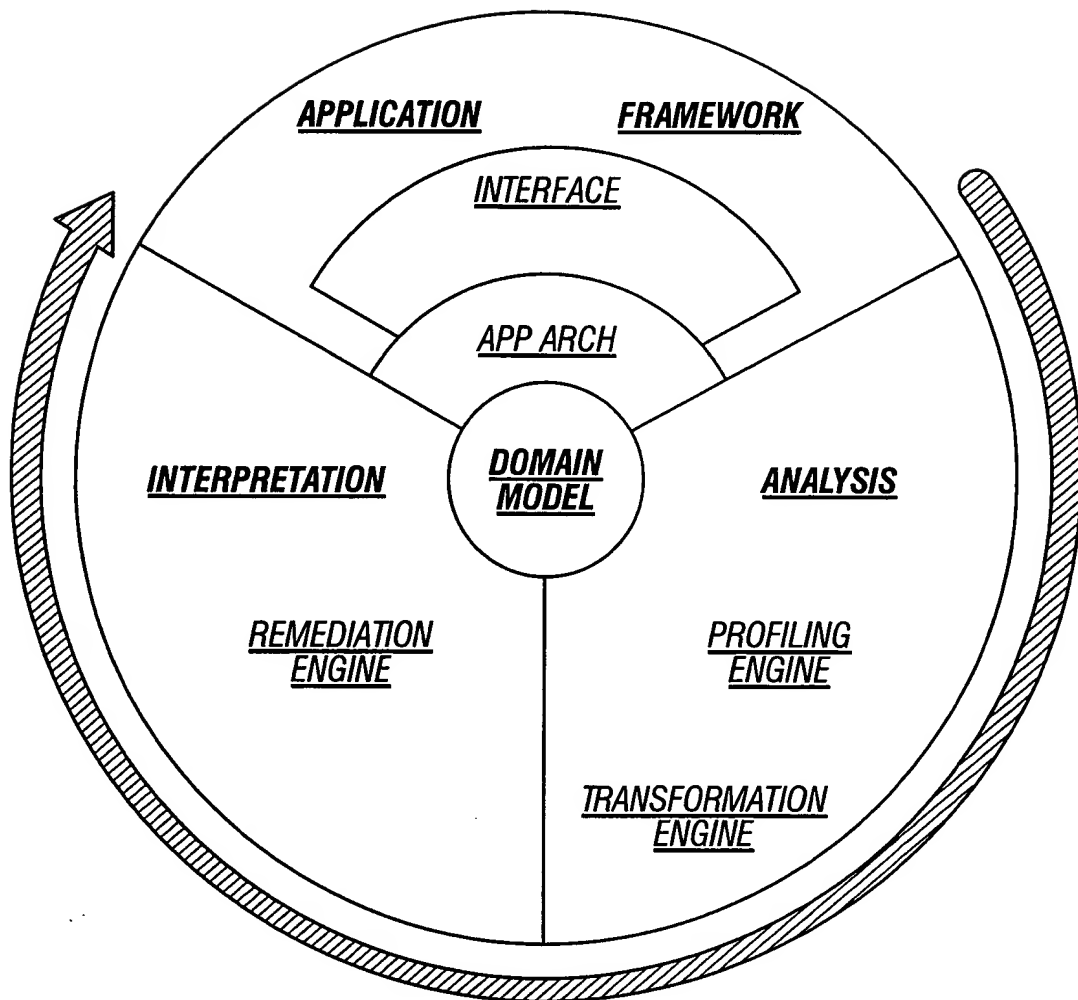 APPLICATION FRAMEWORK
INTERFACE
APP ARCH
INTERPRETATION
DOMAIN
MODEL
ANALYSIS
REMEDIATION
ENGINE
PROFILING
ENGINE
TRANSFORMATION
ENGINE